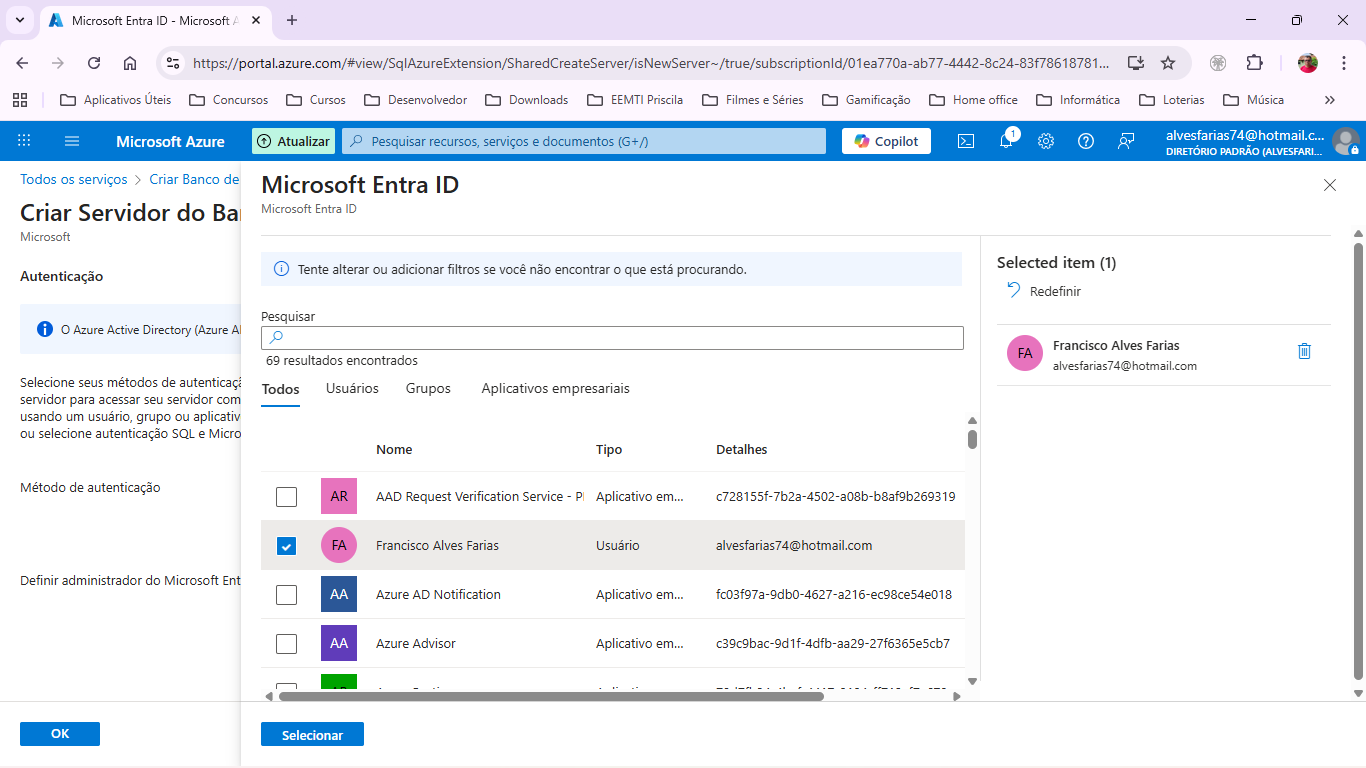 Microsoft Entra ID - Microsoft A
https://portal.azure.com/#view/SqlAzureExtension/SharedCreateServer/isNewServer~/true/subscriptionId/01ea770a-ab77-4442-8c24-83f78618781...
Aplicativos Úteis
Concursos
Cursos
Desenvolvedor
Downloads
EEMTI Priscila
Filmes e Séries
Gamificação
Home office
Informática
Loterias
Música
Microsoft Azure
Atualizar
Pesquisar recursos, serviços e documentos (G+/)
Copilot
1
alvesfarias74@hotmail.c...
DIRETÓRIO PADRÃO (ALVESFARI...
Todos os serviços > Criar Banco de
Criar Servidor do Ba
Microsoft
Autenticação
O Azure Active Directory (Azure A
Selecione seus métodos de autenticaçã
servidor para acessar seu servidor com
usando um usuário, grupo ou aplicativ
ou selecione autenticação SQL e Micro
Método de autenticação
Definir administrador do Microsoft Ent
OK
Microsoft Entra ID
Microsoft Entra ID
Tente alterar ou adicionar filtros se você não encontrar o que está procurando.
Pesquisar
69 resultados encontrados
Todos
Usuários
Grupos
Aplicativos empresariais
Nome
Tipo
Detalhes
AR AAD Request Verification Service - P Aplicativo em... c728155f-7b2a-4502-a08b-b8af9b269319
FA Francisco Alves Farias Usuário alvesfarias74@hotmail.com
AA Azure AD Notification Aplicativo em... fc03f97a-9db0-4627-a216-ec98ce54e018
AA Azure Advisor Aplicativo em... c39c9bac-9d1f-4dfb-aa29-27f6365e5cb7
Selecionar
Selected item (1)
Redefinir
FA
Francisco Alves Farias
alvesfarias74@hotmail.com